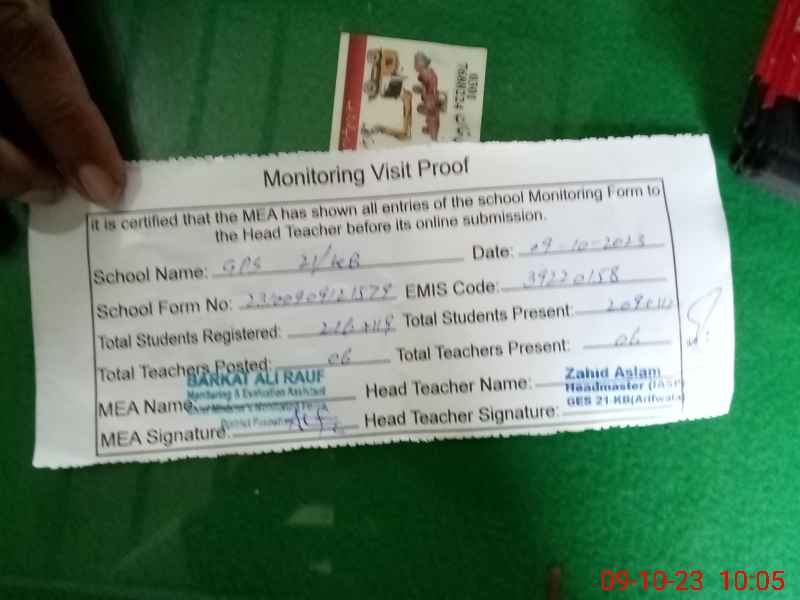 0301
7688224
Monitoring Visit Proof
it is certified that the MEA has shown all entries of the school Monitoring Form to
the Head Teacher before its online submission.
School Name: GPS 21/KB Date: 09-10-2023
School Form No: EMIS Code: 39220158
Total Students Registered: Total Students Present:
Total Teachers Posted: 06 Total Teachers Present: 06
BARKAT ALI RAUF
Monitoring & Evaluation Assistant
MEA Name: Head Teacher Name: Zahid Aslam
Headmaster
GES 21-KB(Arifwala)
MEA Signature: Head Teacher Signature:
09-10-23 10:05